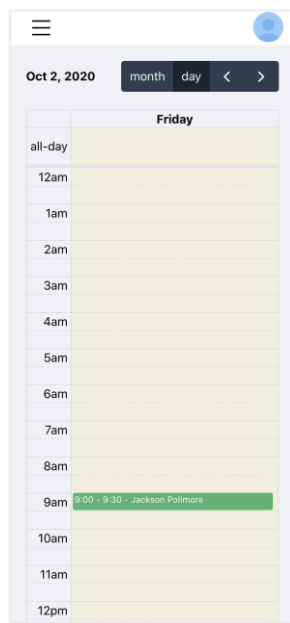 Oct 2, 2020 month day
Friday
all-day
12am
1am
2am
3am
4am
5am
6am
7am
8am
9am 9:00 - 9:30 - Jackson Polimore
10am
11am
12pm